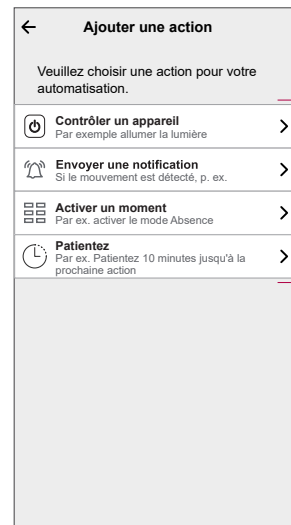 Ajouter une action
Veuillez choisir une action pour votre
automatisation.
Contrôler un appareil
Par exemple allumer la lumière
Envoyer une notification
Si le mouvement est détecté, p. ex.
Activer un moment
Par ex. activer le mode Absence
Patientez
Par ex. Patientez 10 minutes jusqu'à la
prochaine action